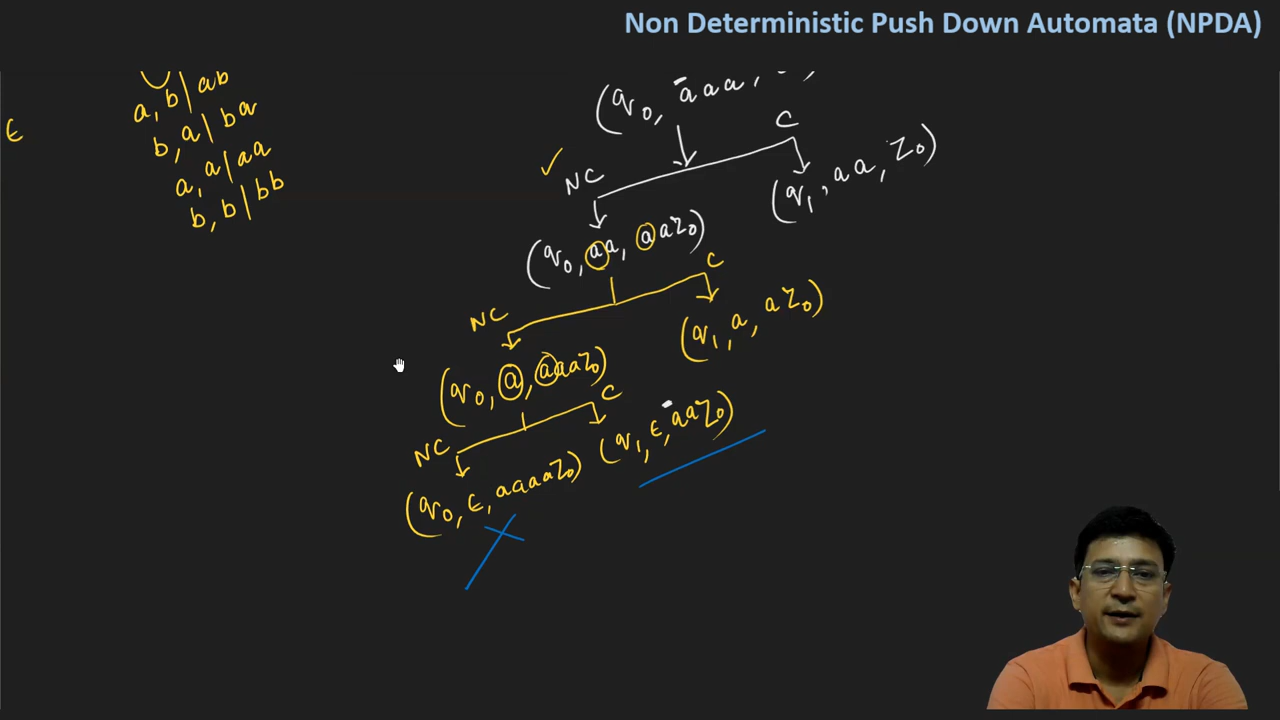 Non Deterministic Push Down Automata (NPDA)
ϵ
a, b | ab
b, a | ba
a, a | aa
b, b | bb
(q0, aaa,
NC
C
(q1, aa, Z0)
(q0, aa, aaZ0)
NC
C
(q1, a, aZ0)
(q0, a, aaaZ0)
NC
C
(q1, ϵ, aaZ0)
(q0, ϵ, aaaaZ0)